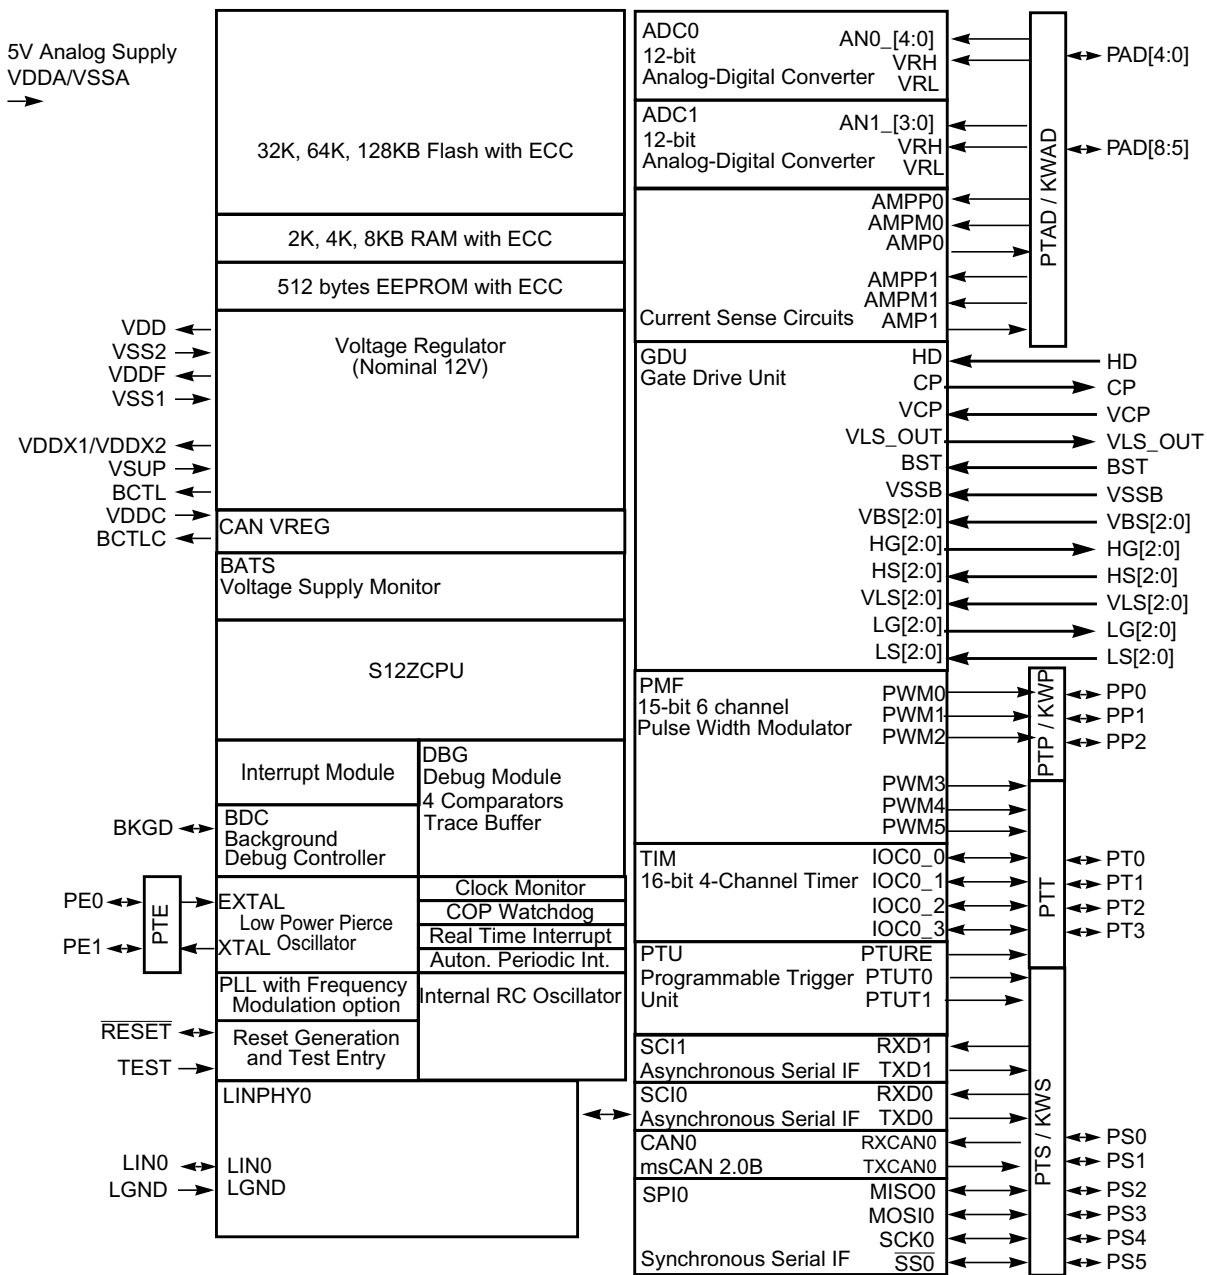 5V Analog Supply
VDDA/VSSA
32K, 64K, 128KB Flash with ECC
2K, 4K, 8KB RAM with ECC
512 bytes EEPROM with ECC
VDD
VSS2
VDDF
VSS1
VDDX1/VDDX2
VSUP
BCTL
VDDC
BCTLC
Voltage Regulator
(Nominal 12V)
CAN VREG
BATS
Voltage Supply Monitor
S12ZCPU
Interrupt Module
DBG
Debug Module
4 Comparators
Trace Buffer
BKGD
BDC
Background
Debug Controller
PE0
PE1
PTE
EXTAL
Low Power Pierce
Oscillator
XTAL
Clock Monitor
COP Watchdog
Real Time Interrupt
Auton. Periodic Int.
PLL with Frequency
Modulation option
Internal RC Oscillator
RESET
TEST
Reset Generation
and Test Entry
LINPHY0
LIN0
LGND
LIN0
LGND
ADC0
12-bit
Analog-Digital Converter
AN0_[4:0]
VRH
VRL
ADC1
12-bit
Analog-Digital Converter
AN1_[3:0]
VRH
VRL
Current Sense Circuits
AMPP0
AMPM0
AMP0
AMPP1
AMPM1
AMP1
PTAD / KWAD
PAD[4:0]
PAD[8:5]
GDU
Gate Drive Unit
HD
CP
VCP
VLS_OUT
BST
VSSB
VBS[2:0]
HG[2:0]
HS[2:0]
VLS[2:0]
LG[2:0]
LS[2:0]
HD
CP
VCP
VLS_OUT
BST
VSSB
VBS[2:0]
HG[2:0]
HS[2:0]
VLS[2:0]
LG[2:0]
LS[2:0]
PMF
15-bit 6 channel
Pulse Width Modulator
PWM0
PWM1
PWM2
PWM3
PWM4
PWM5
PTP / KWP
PP0
PP1
PP2
TIM
16-bit 4-Channel Timer
IOC0_0
IOC0_1
IOC0_2
IOC0_3
PTT
PT0
PT1
PT2
PT3
PTU
Programmable Trigger
Unit
PTURE
PTUT0
PTUT1
SCI1
Asynchronous Serial IF
RXD1
TXD1
SCI0
Asynchronous Serial IF
RXD0
TXD0
CAN0
msCAN 2.0B
RXCAN0
TXCAN0
SPI0
Synchronous Serial IF
MISO0
MOSI0
SCK0
SS0
PTS / KWS
PS0
PS1
PS2
PS3
PS4
PS5